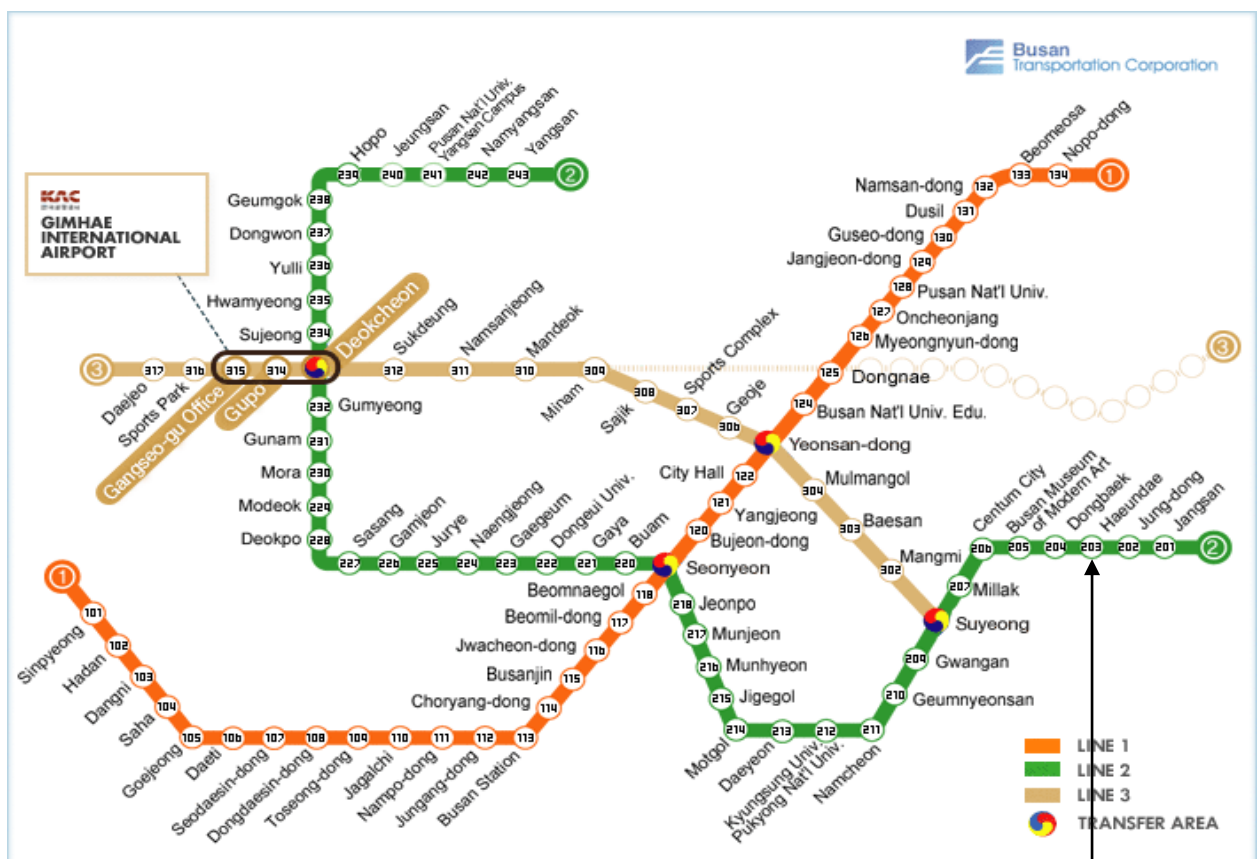 Busan
Transportation Corporation
KAC
한국공항공사
GIMHAE
INTERNATIONAL
AIRPORT
Hopo
Jeungsan
Pusan Nat'l Univ.
Yangsan Campus
Namyangsan
Yangsan
239
240
241
242
243
2
Beomeosa
Nopo-dong
133
134
1
Namsan-dong
132
Dusil
131
Guseo-dong
130
Jangjeon-dong
129
128
Pusan Nat'l Univ.
127
Oncheonjang
126
Myeongnyun-dong
125
Dongnae
124
Busan Nat'l Univ. Edu.
Yeonsan-dong
Geumgok
238
Dongwon
237
Yulli
236
Hwamyeong
235
Sujeong
234
Deokcheon
3
317
316
315
314
312
311
310
309
308
307
306
3
Daejeo
Sports Park
Gangseo-gu Office
Gupo
Sukdeung
Namsanjeong
Mandeok
Minam
Sajik
Sports Complex
Geoje
232
Gumyeong
Gunam
231
Mora
230
Modeok
229
Deokpo
228
City Hall
122
121
Yangjeong
120
Bujeon-dong
304
Mulmangol
303
Baesan
Mangmi
302
Sasang
Gamjeon
Jurye
Naengjeong
Gaegeum
Dongeui Univ.
Gaya
Buam
227
226
225
224
223
222
221
220
Seonyeon
Centum City
Busan Museum
of Modern Art
Dongbaek
Haeundae
Jung-dong
Jangsan
206
205
204
203
202
201
2
207
Millak
Suyeong
209
Gwangan
210
Geumnyeonsan
218
Jeonpo
217
Munjeon
216
Munhyeon
215
Jigegol
214
213
212
211
Motgol
Daeyeon
Kyungsung Univ.
Pukyong Nat'l Univ.
Namcheon
Beomnaegol
118
Beomil-dong
117
Jwacheon-dong
116
Busanjin
115
Choryang-dong
114
1
101
102
103
104
105
106
107
108
109
110
111
112
113
Sinpyeong
Hadan
Dangni
Saha
Goejeong
Daeti
Seodaesin-dong
Dongdaesin-dong
Toseong-dong
Jagalchi
Nampo-dong
Jungang-dong
Busan Station
LINE 1
LINE 2
LINE 3
TRANSFER AREA